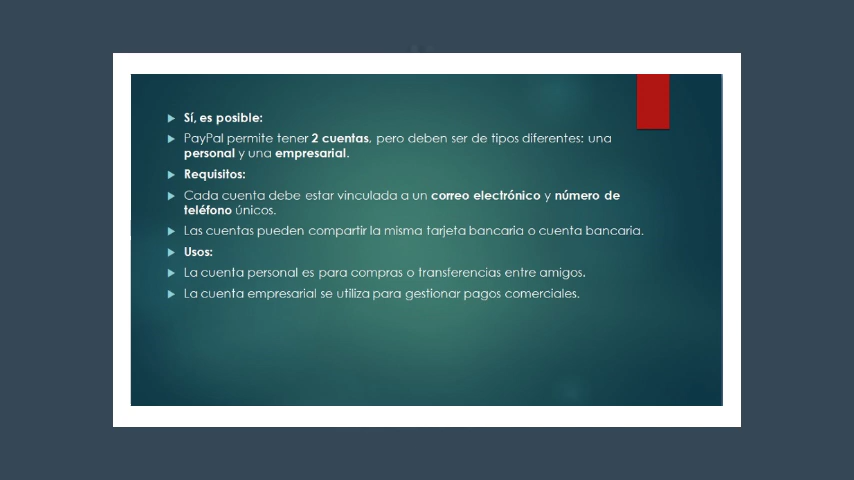 Sí, es posible:
PayPal permite tener 2 cuentas, pero deben ser de tipos diferentes: una
personal y una empresarial.
Requisitos:
Cada cuenta debe estar vinculada a un correo electrónico y número de
teléfono únicos.
Las cuentas pueden compartir la misma tarjeta bancaria o cuenta bancaria.
Usos:
La cuenta personal es para compras o transferencias entre amigos.
La cuenta empresarial se utiliza para gestionar pagos comerciales.